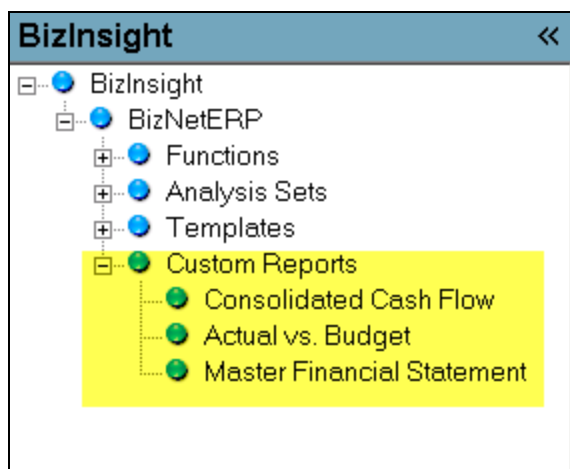 BizInsight «
BizInsight
BizNetERP
Functions
Analysis Sets
Templates
Custom Reports
Consolidated Cash Flow
Actual vs. Budget
Master Financial Statement